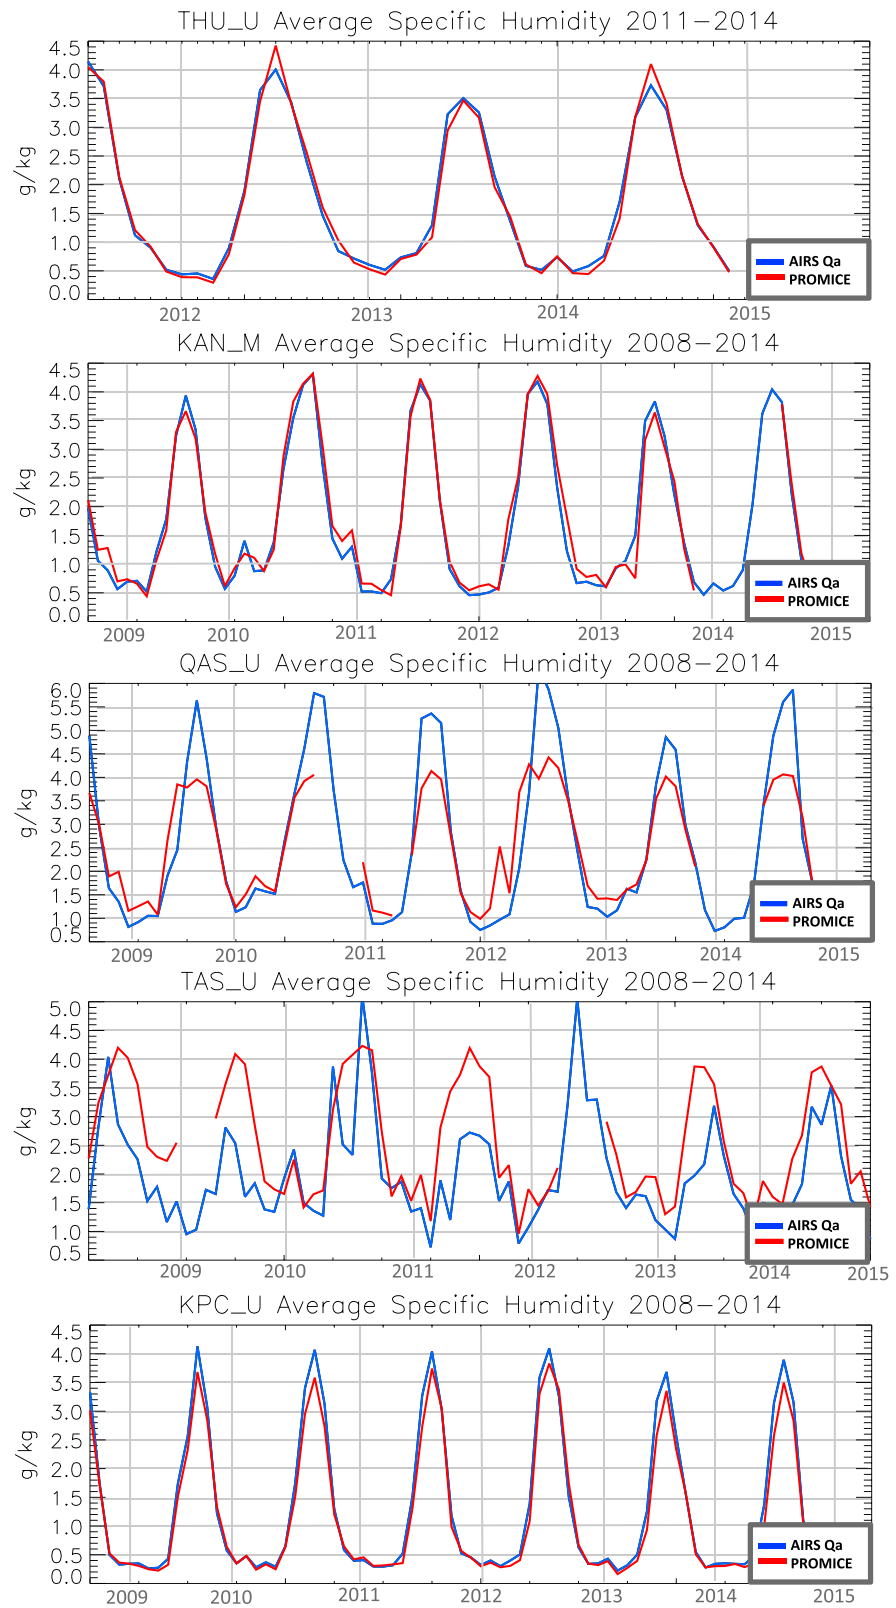 THU_U Average Specific Humidity 2011-2014
4.5
4.0
3.5
3.0
2.5
2.0
1.5
1.0
0.5
0.0
g/kg
AIRS Qa
PROMICE
2012 2013 2014 2015
KAN_M Average Specific Humidity 2008-2014
4.5
4.0
3.5
3.0
2.5
2.0
1.5
1.0
0.5
0.0
g/kg
AIRS Qa
PROMICE
2009 2010 2011 2012 2013 2014 2015
QAS_U Average Specific Humidity 2008-2014
6.0
5.5
5.0
4.5
4.0
3.5
3.0
2.5
2.0
1.5
1.0
0.5
g/kg
AIRS Qa
PROMICE
2009 2010 2011 2012 2013 2014 2015
TAS_U Average Specific Humidity 2008-2014
5.0
4.5
4.0
3.5
3.0
2.5
2.0
1.5
1.0
0.5
g/kg
AIRS Qa
PROMICE
2009 2010 2011 2012 2013 2014 2015
KPC_U Average Specific Humidity 2008-2014
4.5
4.0
3.5
3.0
2.5
2.0
1.5
1.0
0.5
0.0
g/kg
AIRS Qa
PROMICE
2009 2010 2011 2012 2013 2014 2015